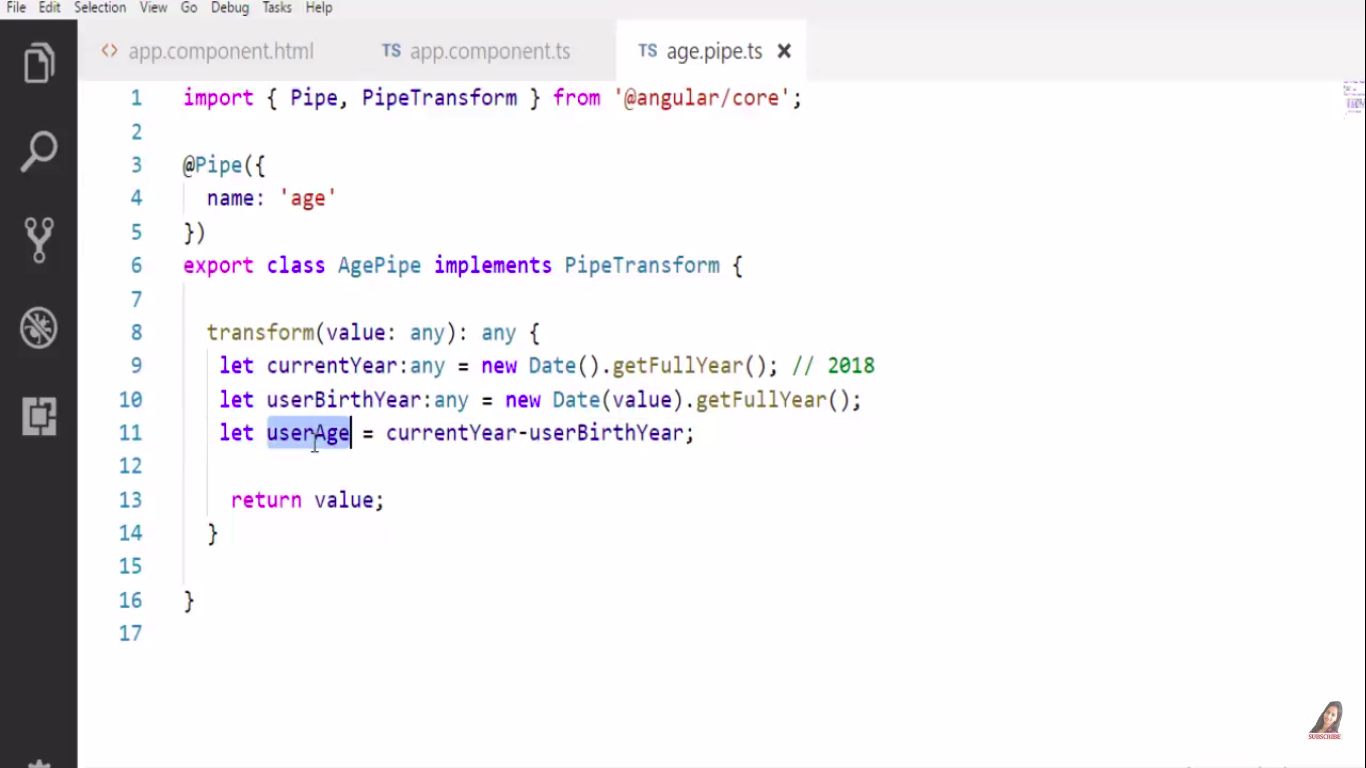 File Edit Selection View Go Debug Tasks Help
<> app.component.html TS app.component.ts TS age.pipe.ts ×
1 import { Pipe, PipeTransform } from '@angular/core';
2
3 @Pipe({
4 name: 'age'
5 })
6 export class AgePipe implements PipeTransform {
7
8 transform(value: any): any {
9 let currentYear:any = new Date().getFullYear(); // 2018
10 let userBirthYear:any = new Date(value).getFullYear();
11 let userAge = currentYear-userBirthYear;
12
13 return value;
14 }
15
16 }
17
SUBSCRIBE